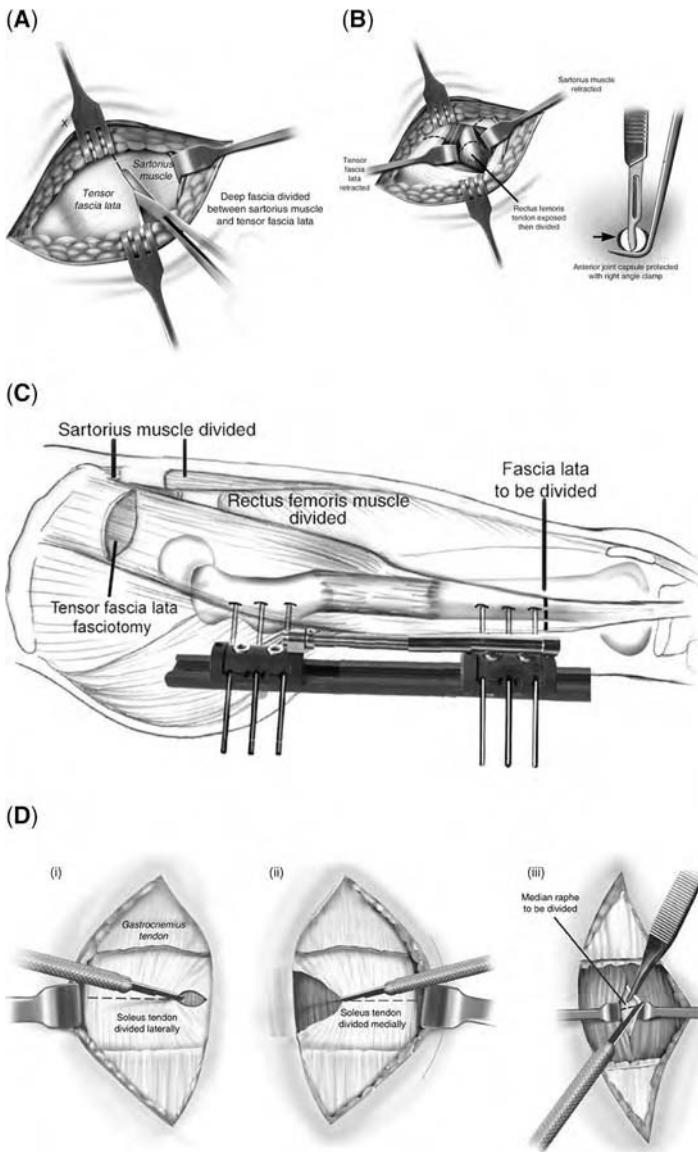 (A)
X
Sartorius
muscle
Tensor
fascia lata
Deep fascia divided
between sartorius muscle
and tensor fascia lata
(B)
Sartorius muscle
retracted
Tensor
fascia
lata
retracted
Rectus femoris
tendon exposed
then divided
Anterior joint capsule protected
with right angle clamp
(C)
Sartorius muscle divided
Rectus femoris muscle
divided
Fascia lata
to be divided
Tensor fascia lata
fasciotomy
(D)
(i)
Gastrocnemius
tendon
Soleus tendon
divided laterally
(ii)
Soleus tendon
divided medially
(iii)
Median raphe
to be divided